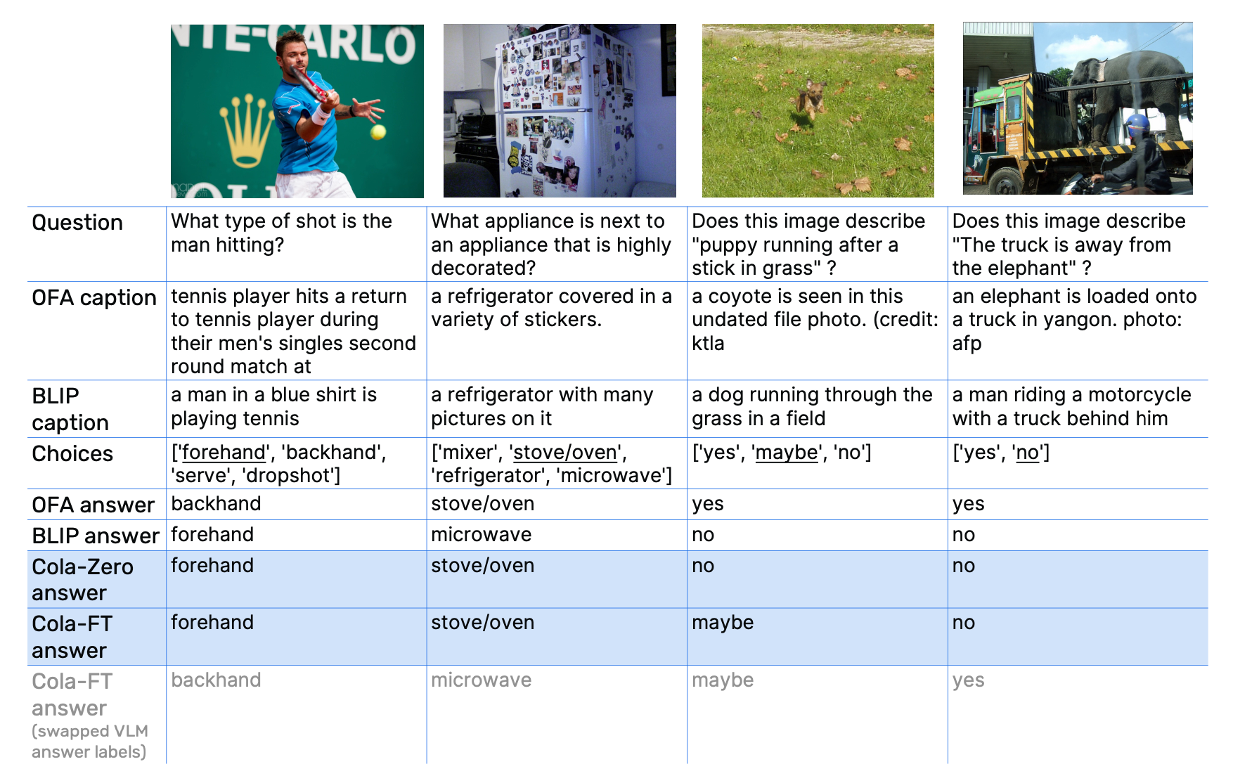 NTE-CARLO
Question
What type of shot is the
man hitting?
What appliance is next to
an appliance that is highly
decorated?
Does this image describe
"puppy running after a
stick in grass" ?
Does this image describe
"The truck is away from
the elephant" ?
OFA caption
tennis player hits a return
to tennis player during
their men's singles second
round match at
a refrigerator covered in a
variety of stickers.
a coyote is seen in this
undated file photo. (credit:
ktla
an elephant is loaded onto
a truck in yangon. photo:
afp
BLIP
caption
a man in a blue shirt is
playing tennis
a refrigerator with many
pictures on it
a dog running through the
grass in a field
a man riding a motorcycle
with a truck behind him
Choices
['forehand', 'backhand',
'serve', 'dropshot']
['mixer', 'stove/oven',
'refrigerator', 'microwave']
['yes', 'maybe', 'no']
['yes', 'no']
OFA answer
backhand
stove/oven
yes
yes
BLIP answer
forehand
microwave
no
no
Cola-Zero
answer
forehand
stove/oven
no
no
Cola-FT
answer
forehand
stove/oven
maybe
no
Cola-FT
answer
(swapped VLM
answer labels)
backhand
microwave
maybe
yes